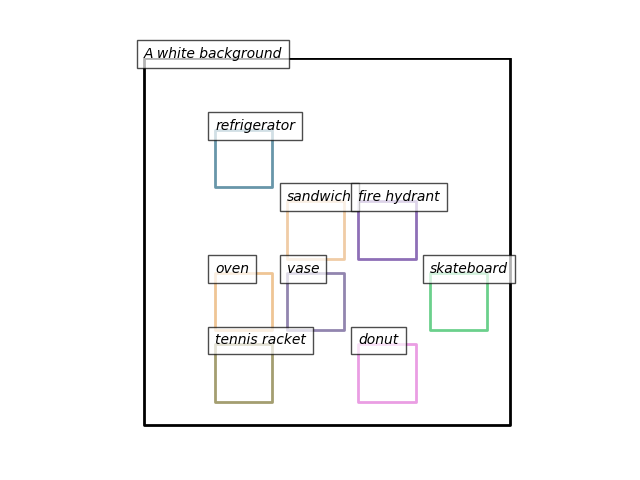 A white background
refrigerator
sandwich
fire hydrant
oven
vase
skateboard
tennis racket
donut